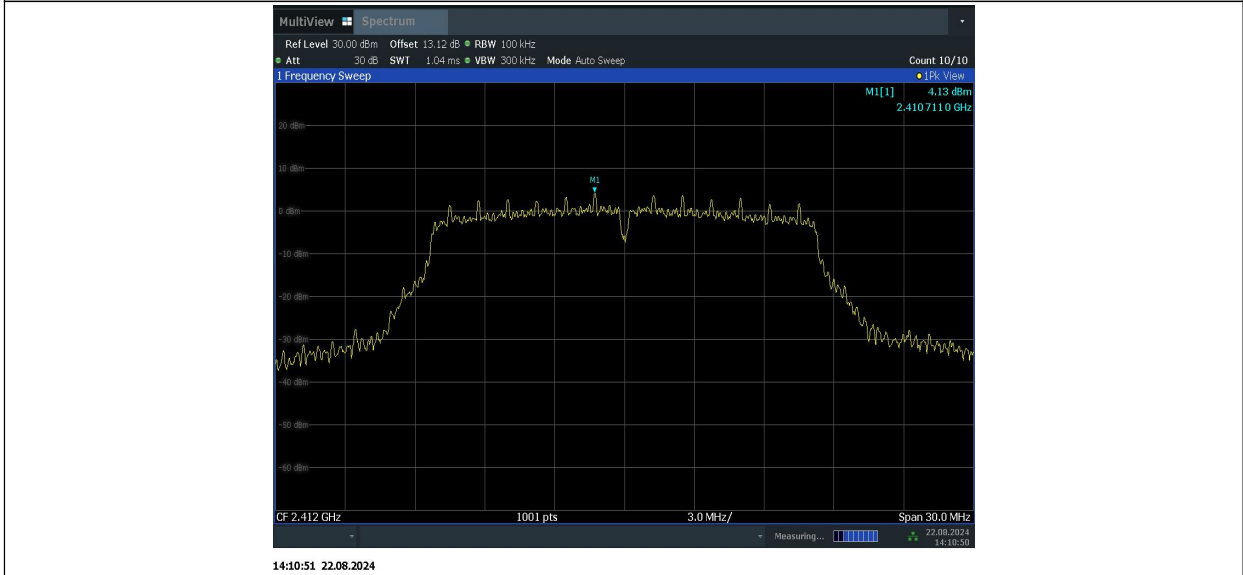 MultiView Spectrum
Ref Level 30.00 dBm Offset 13.12 dB RBW 100 kHz
Att 30 dB SWT 1.04 ms VBW 300 kHz Mode Auto Sweep Count 10/10
1 Frequency Sweep 1Pk View
M1[1] 4.13 dBm
2.410 711 0 GHz
20 dBm
10 dBm
M1
0 dBm
-10 dBm
-20 dBm
-30 dBm
-40 dBm
-50 dBm
-60 dBm
CF 2.412 GHz 1001 pts 3.0 MHz/ Span 30.0 MHz
Measuring... 22.08.2024
14:10:50
14:10:51 22.08.2024